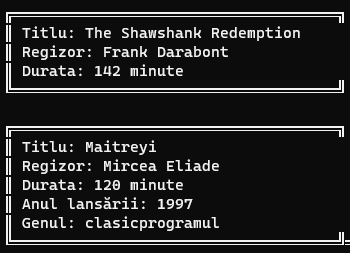 Titlu: The Shawshank Redemption
Regizor: Frank Darabont
Durata: 142 minute
Titlu: Maitreyi
Regizor: Mircea Eliade
Durata: 120 minute
Anul lansării: 1997
Genul: clasicprogramul